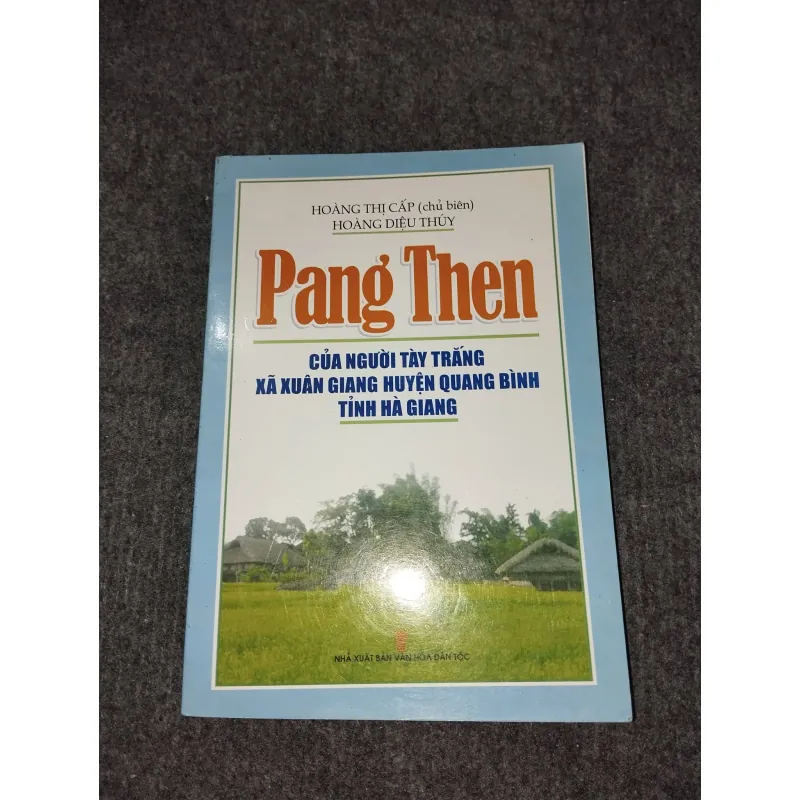 HOÀNG THỊ CẤP (chủ biên)
HOÀNG DIỆU THÚY
Pang Then
CỦA NGƯỜI TÀY TRẮNG
XÃ XUÂN GIANG HUYỆN QUANG BÌNH
TỈNH HÀ GIANG
NHÀ XUẤT BẢN VĂN HÓA DÂN TỘC